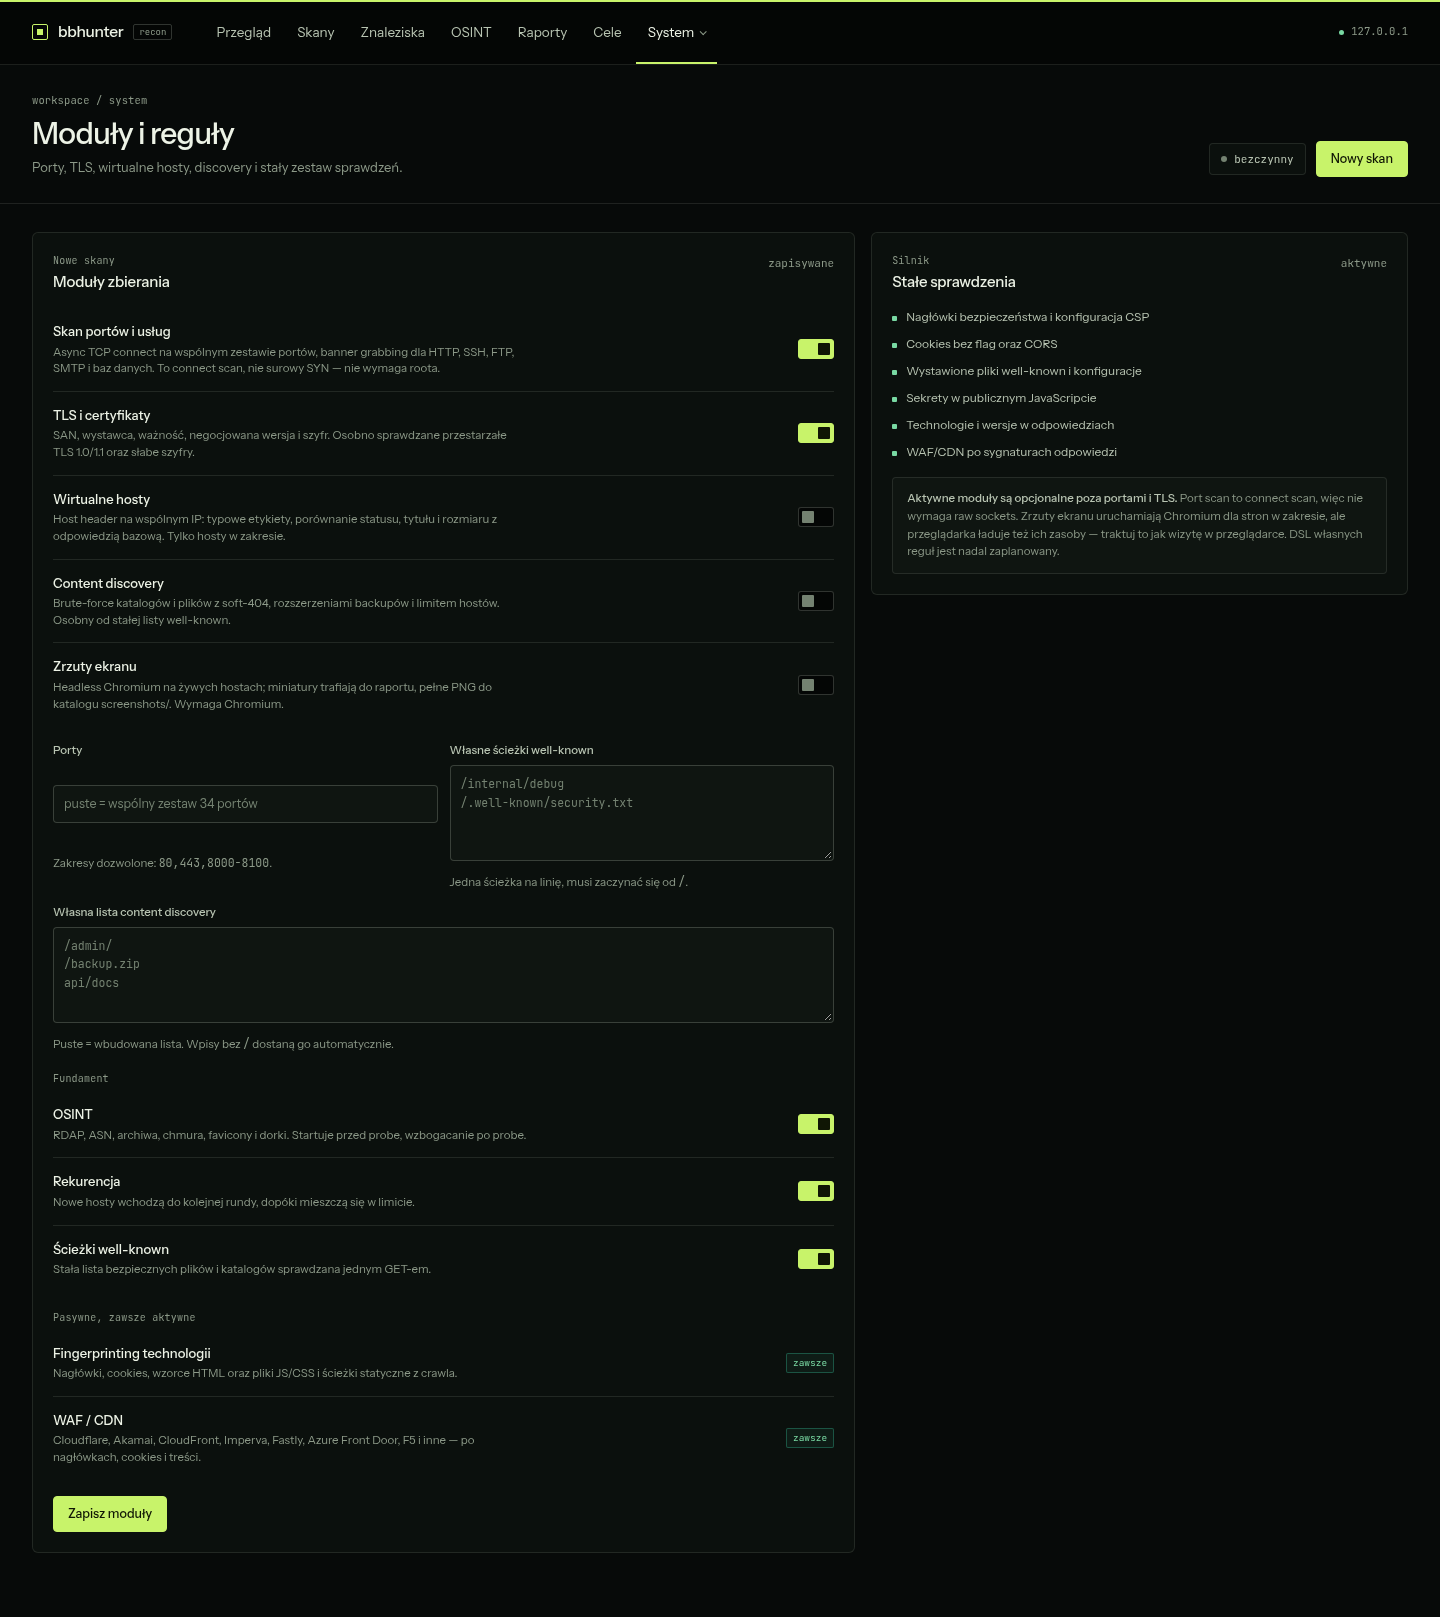 bbhunter recon Przegląd Skany Znaleziska OSINT Raporty Cele System 127.0.0.1
workspace / system
Moduły i reguły
Porty, TLS, wirtualne hosty, discovery i stały zestaw sprawdzeń.
bezczynny Nowy skan
Nowe skany
Moduły zbierania
zapisywane
Skan portów i usług
Async TCP connect na wspólnym zestawie portów, banner grabbing dla HTTP, SSH, FTP,
SMTP i baz danych. To connect scan, nie surowy SYN — nie wymaga roota.
TLS i certyfikaty
SAN, wystawca, ważność, negocjowana wersja i szyfr. Osobno sprawdzane przestarzałe
TLS 1.0/1.1 oraz słabe szyfry.
Wirtualne hosty
Host header na wspólnym IP: typowe etykiety, porównanie statusu, tytułu i rozmiaru z
odpowiedzią bazową. Tylko hosty w zakresie.
Content discovery
Brute-force katalogów i plików z soft-404, rozszerzeniami backupów i limitem hostów.
Osobny od stałej listy well-known.
Zrzuty ekranu
Headless Chromium na żywych hostach; miniatury trafiają do raportu, pełne PNG do
katalogu screenshots/. Wymaga Chromium.
Porty
puste = wspólny zestaw 34 portów
Zakresy dozwolone: 80,443,8000-8100.
Własne ścieżki well-known
/internal/debug
/.well-known/security.txt
Jedna ścieżka na linię, musi zaczynać się od /.
Własna lista content discovery
/admin/
/backup.zip
api/docs
Puste = wbudowana lista. Wpisy bez / dostaną go automatycznie.
Fundament
OSINT
RDAP, ASN, archiwa, chmura, favicony i dorki. Startuje przed probe, wzbogacanie po probe.
Rekurencja
Nowe hosty wchodzą do kolejnej rundy, dopóki mieszczą się w limicie.
Ścieżki well-known
Stała lista bezpiecznych plików i katalogów sprawdzana jednym GET-em.
Pasywne, zawsze aktywne
Fingerprinting technologii
Nagłówki, cookies, wzorce HTML oraz pliki JS/CSS i ścieżki statyczne z crawla.
zawsze
WAF / CDN
Cloudflare, Akamai, CloudFront, Imperva, Fastly, Azure Front Door, F5 i inne — po
nagłówkach, cookies i treści.
zawsze
Zapisz moduły
Silnik
Stałe sprawdzenia
aktywne
Nagłówki bezpieczeństwa i konfiguracja CSP
Cookies bez flag oraz CORS
Wystawione pliki well-known i konfiguracje
Sekrety w publicznym JavaScripcie
Technologie i wersje w odpowiedziach
WAF/CDN po sygnaturach odpowiedzi
Aktywne moduły są opcjonalne poza portami i TLS. Port scan to connect scan, więc nie
wymaga raw sockets. Zrzuty ekranu uruchamiają Chromium dla stron w zakresie, ale
przeglądarka ładuje też ich zasoby — traktuj to jak wizytę w przeglądarce. DSL własnych
reguł jest nadal zaplanowany.